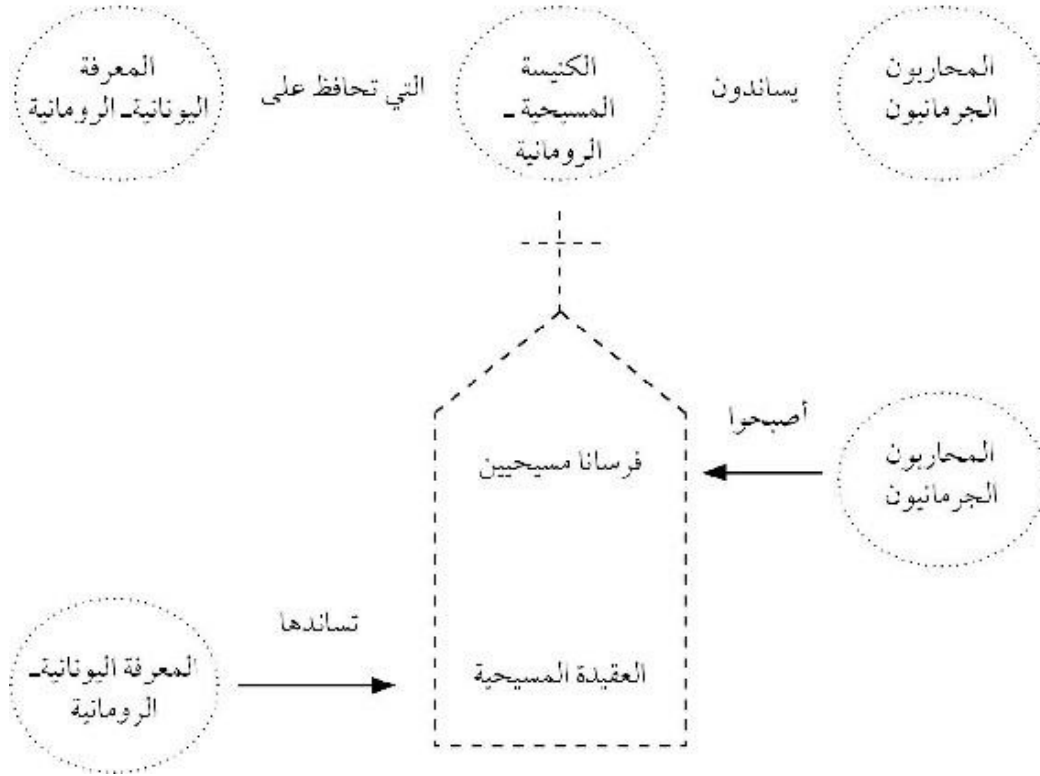 المحاربون
الجرمانيون
يساندون
الكنيسة
المسيحية ـ
الرومانية
التي تحافظ على
المعرفة
اليونانية ـ الرومانية
أصبحوا
المحاربون
الجرمانيون
فرسانا مسيحيين
تساندها
المعرفة اليونانية ـ
الرومانية
العقيدة المسيحية